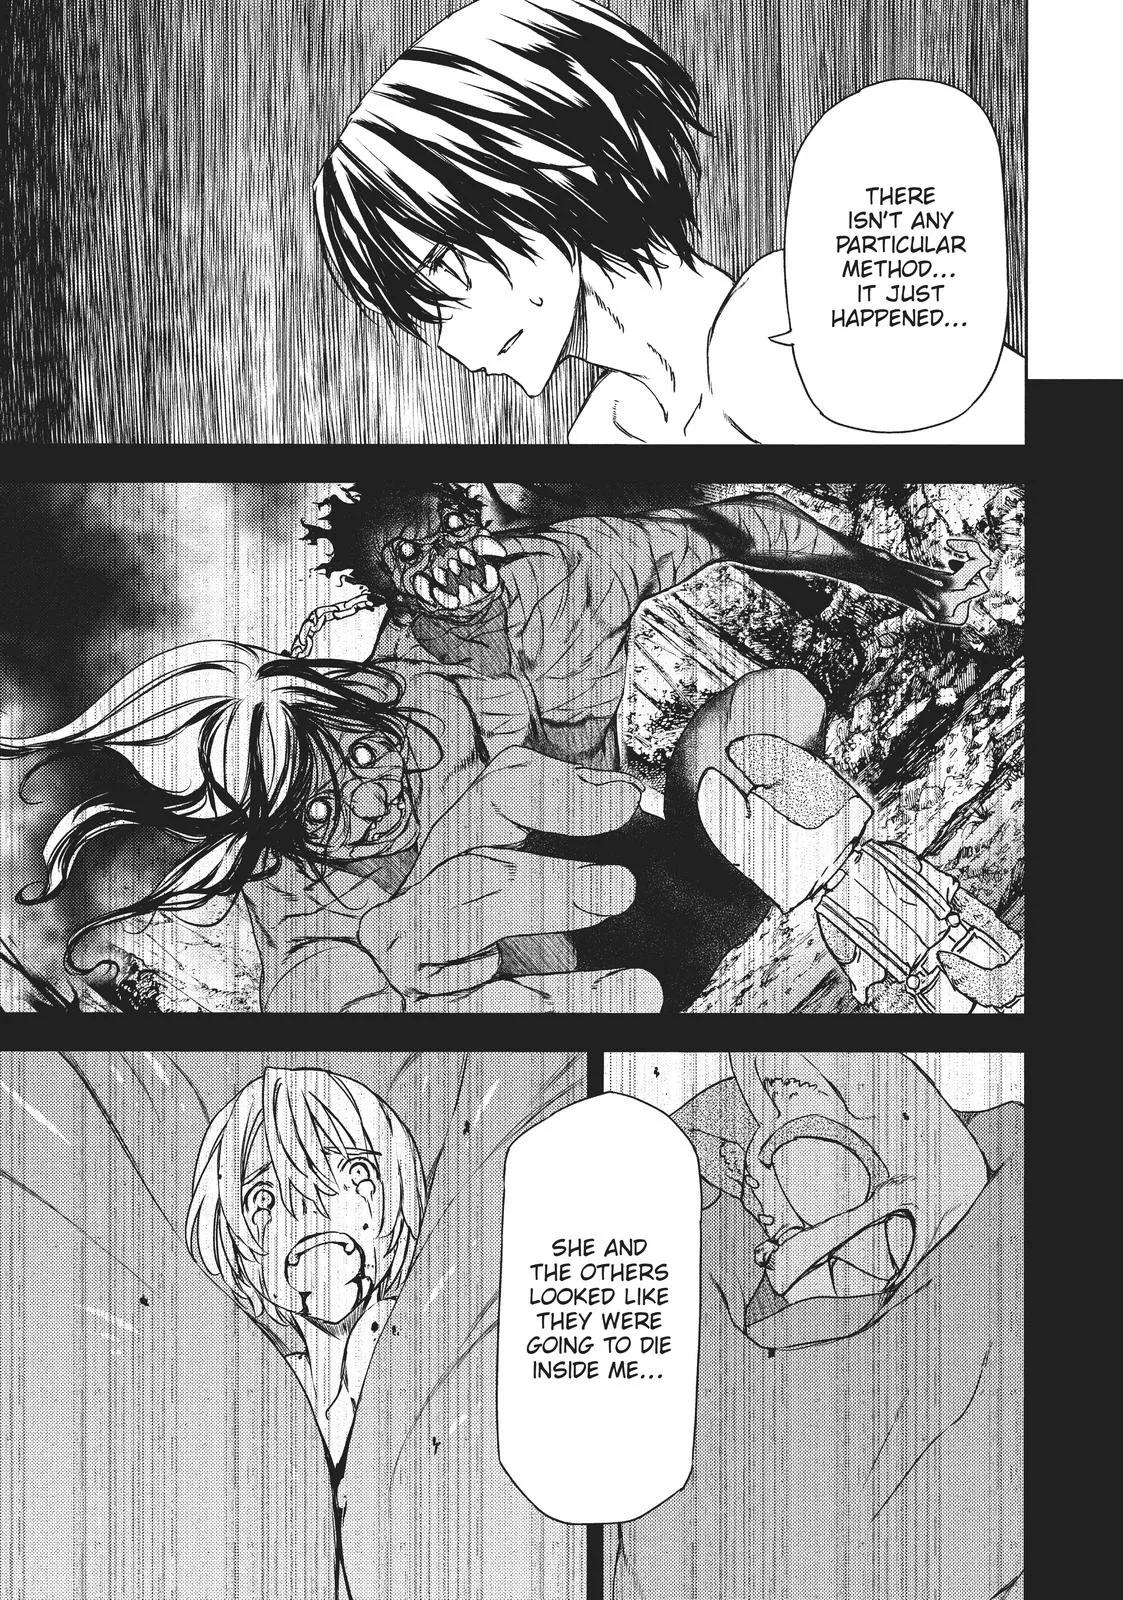 THERE
ISN'T ANY
PARTICULAR
METHOD...
IT JUST
HAPPENED...
SHE AND
THE OTHERS
LOOKED LIKE
THEY WERE
GOING TO DIE
INSIDE ME...